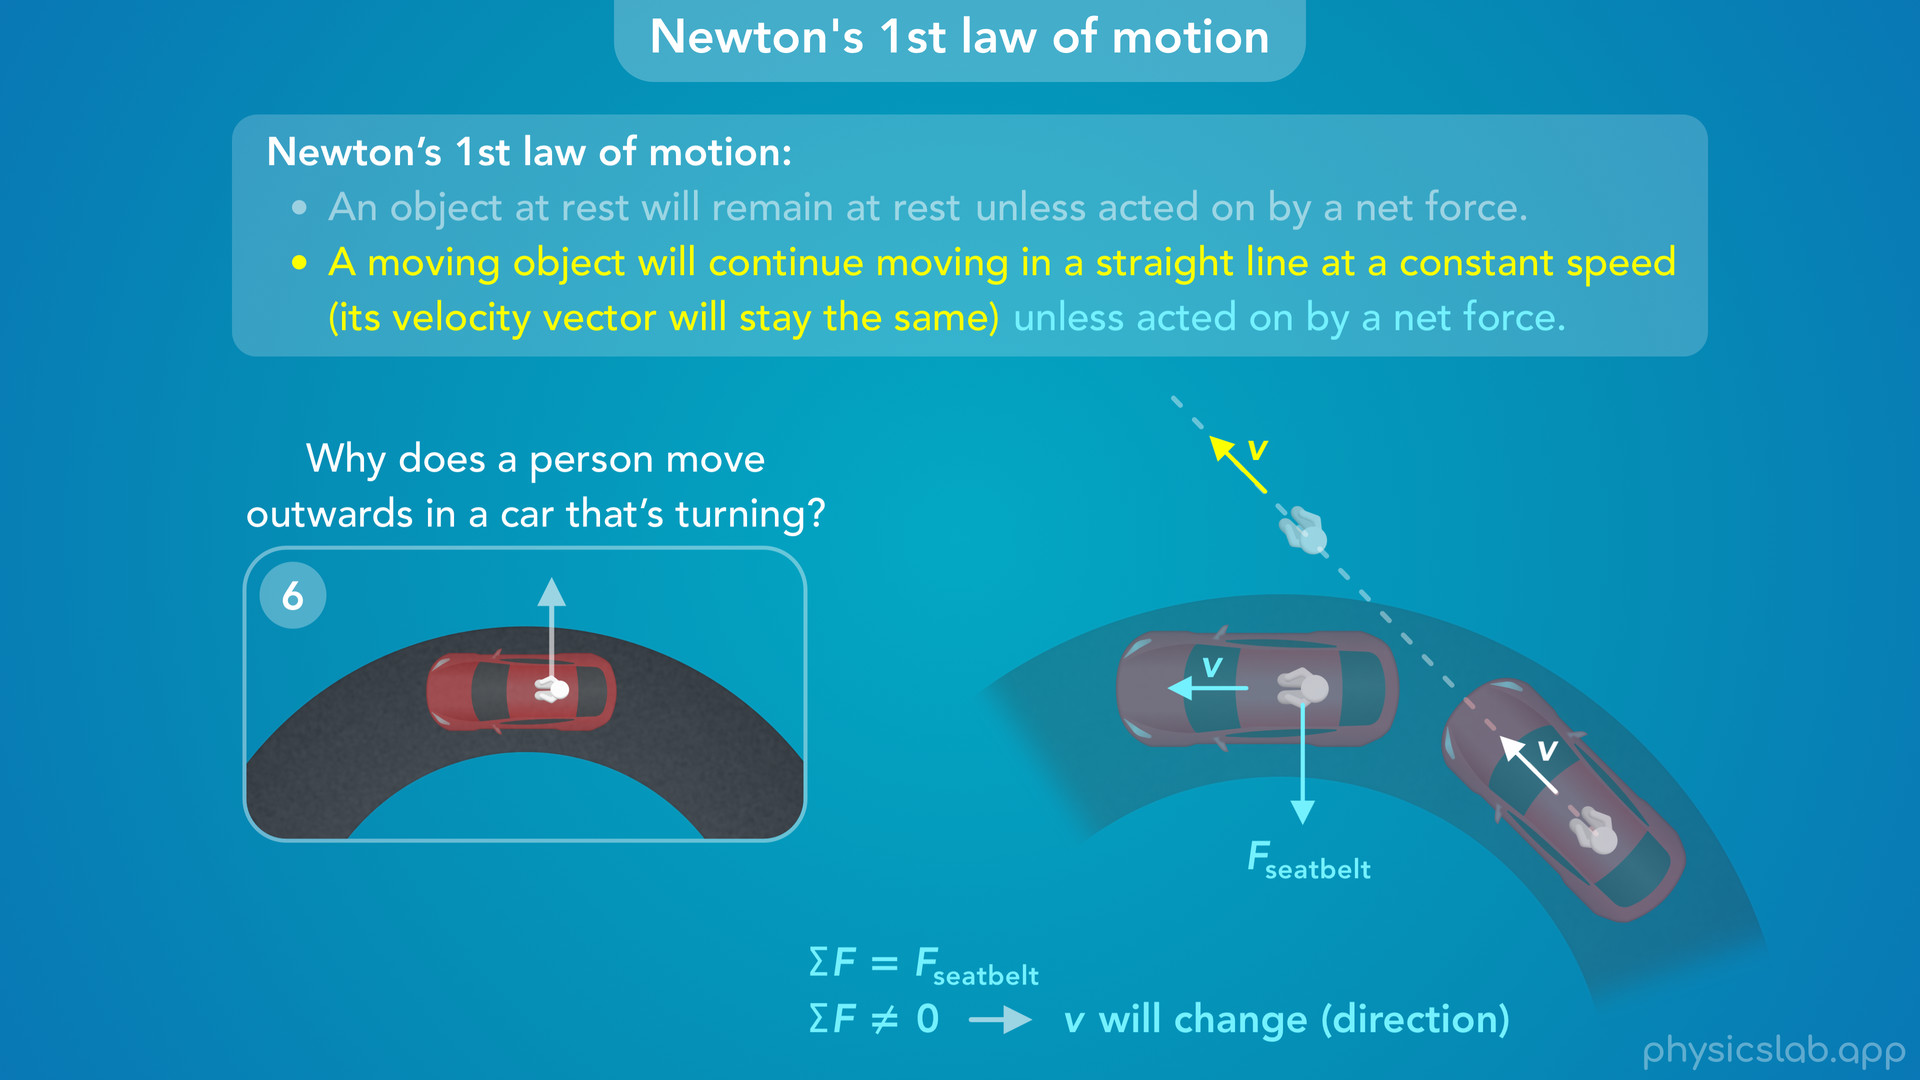 Newton's 1st law of motion
Newton’s 1st law of motion:
• An object at rest will remain at rest unless acted on by a net force.
• A moving object will continue moving in a straight line at a constant speed
(its velocity vector will stay the same) unless acted on by a net force.
Why does a person move
outwards in a car that’s turning?
6
v
v
v
F seatbelt
ΣF = F seatbelt
ΣF ≠ 0 → v will change (direction)
physicslab.app